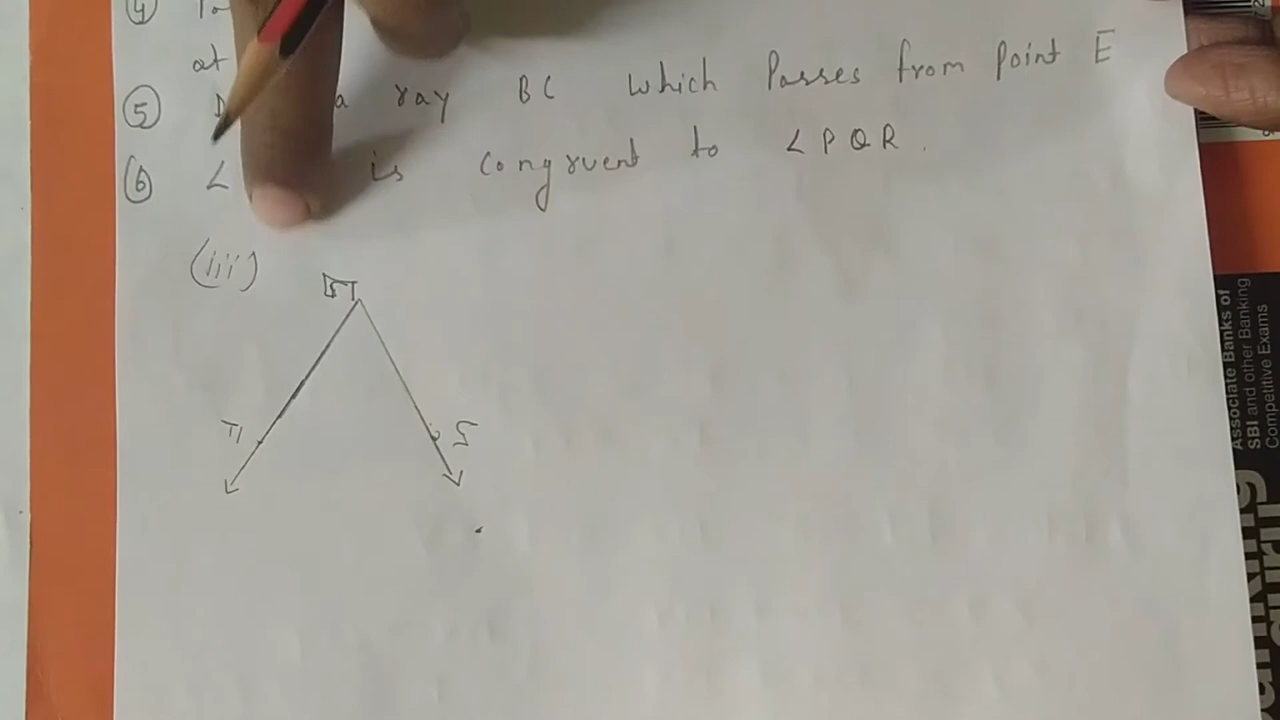 ④
at
⑤ a ray BC which Passes from Point E
⑥ ∠ is congruent to ∠PQR.
(iii)
Associate Banks of
SBI and other Banking
Competitive Exams